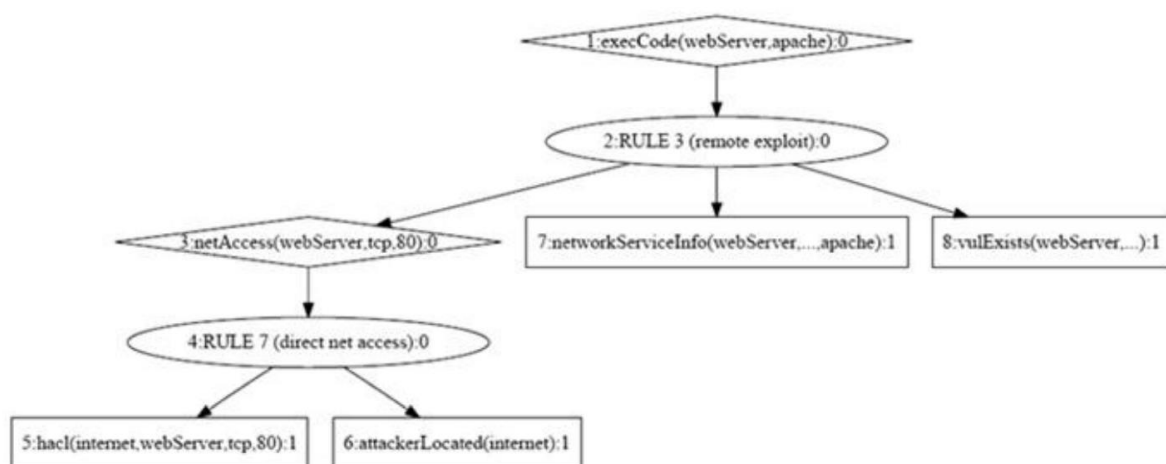 1:execCode(webServer,apache):0
2:RULE 3 (remote exploit):0
3:netAccess(webServer,tcp,80):0
7:networkServiceInfo(webServer,...,apache):1
8:vulExists(webServer,...):1
4:RULE 7 (direct net access):0
5:hacl(internet,webServer,tcp,80):1
6:attackerLocated(internet):1